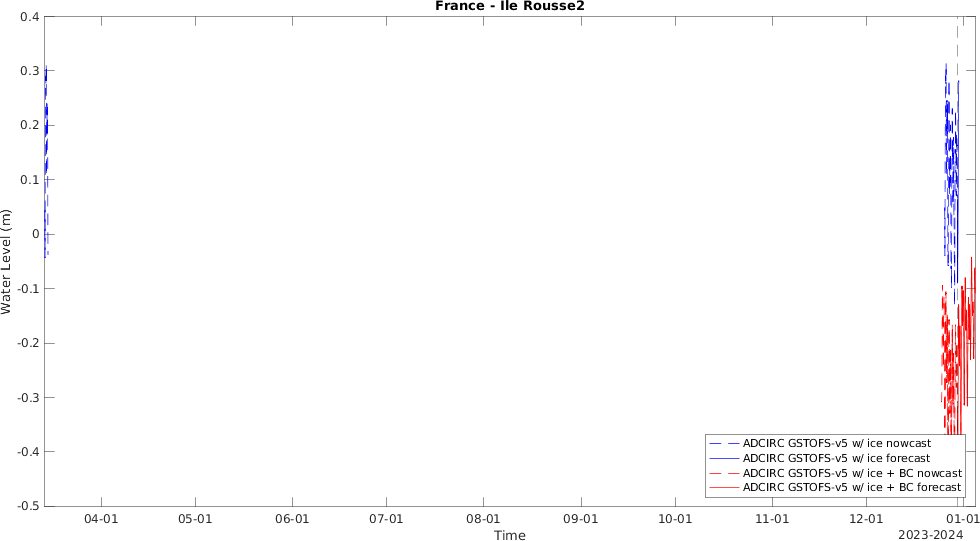 France - Ile Rousse2
0.4
0.3
0.2
0.1
0
-0.1
-0.2
-0.3
-0.4
-0.5
Water Level (m)
ADCIRC GSTOFS-v5 w/ ice nowcast
ADCIRC GSTOFS-v5 w/ ice forecast
ADCIRC GSTOFS-v5 w/ ice + BC nowcast
ADCIRC GSTOFS-v5 w/ ice + BC forecast
04-01 05-01 06-01 07-01 08-01 09-01 10-01 11-01 12-01 01-01
Time
2023-2024